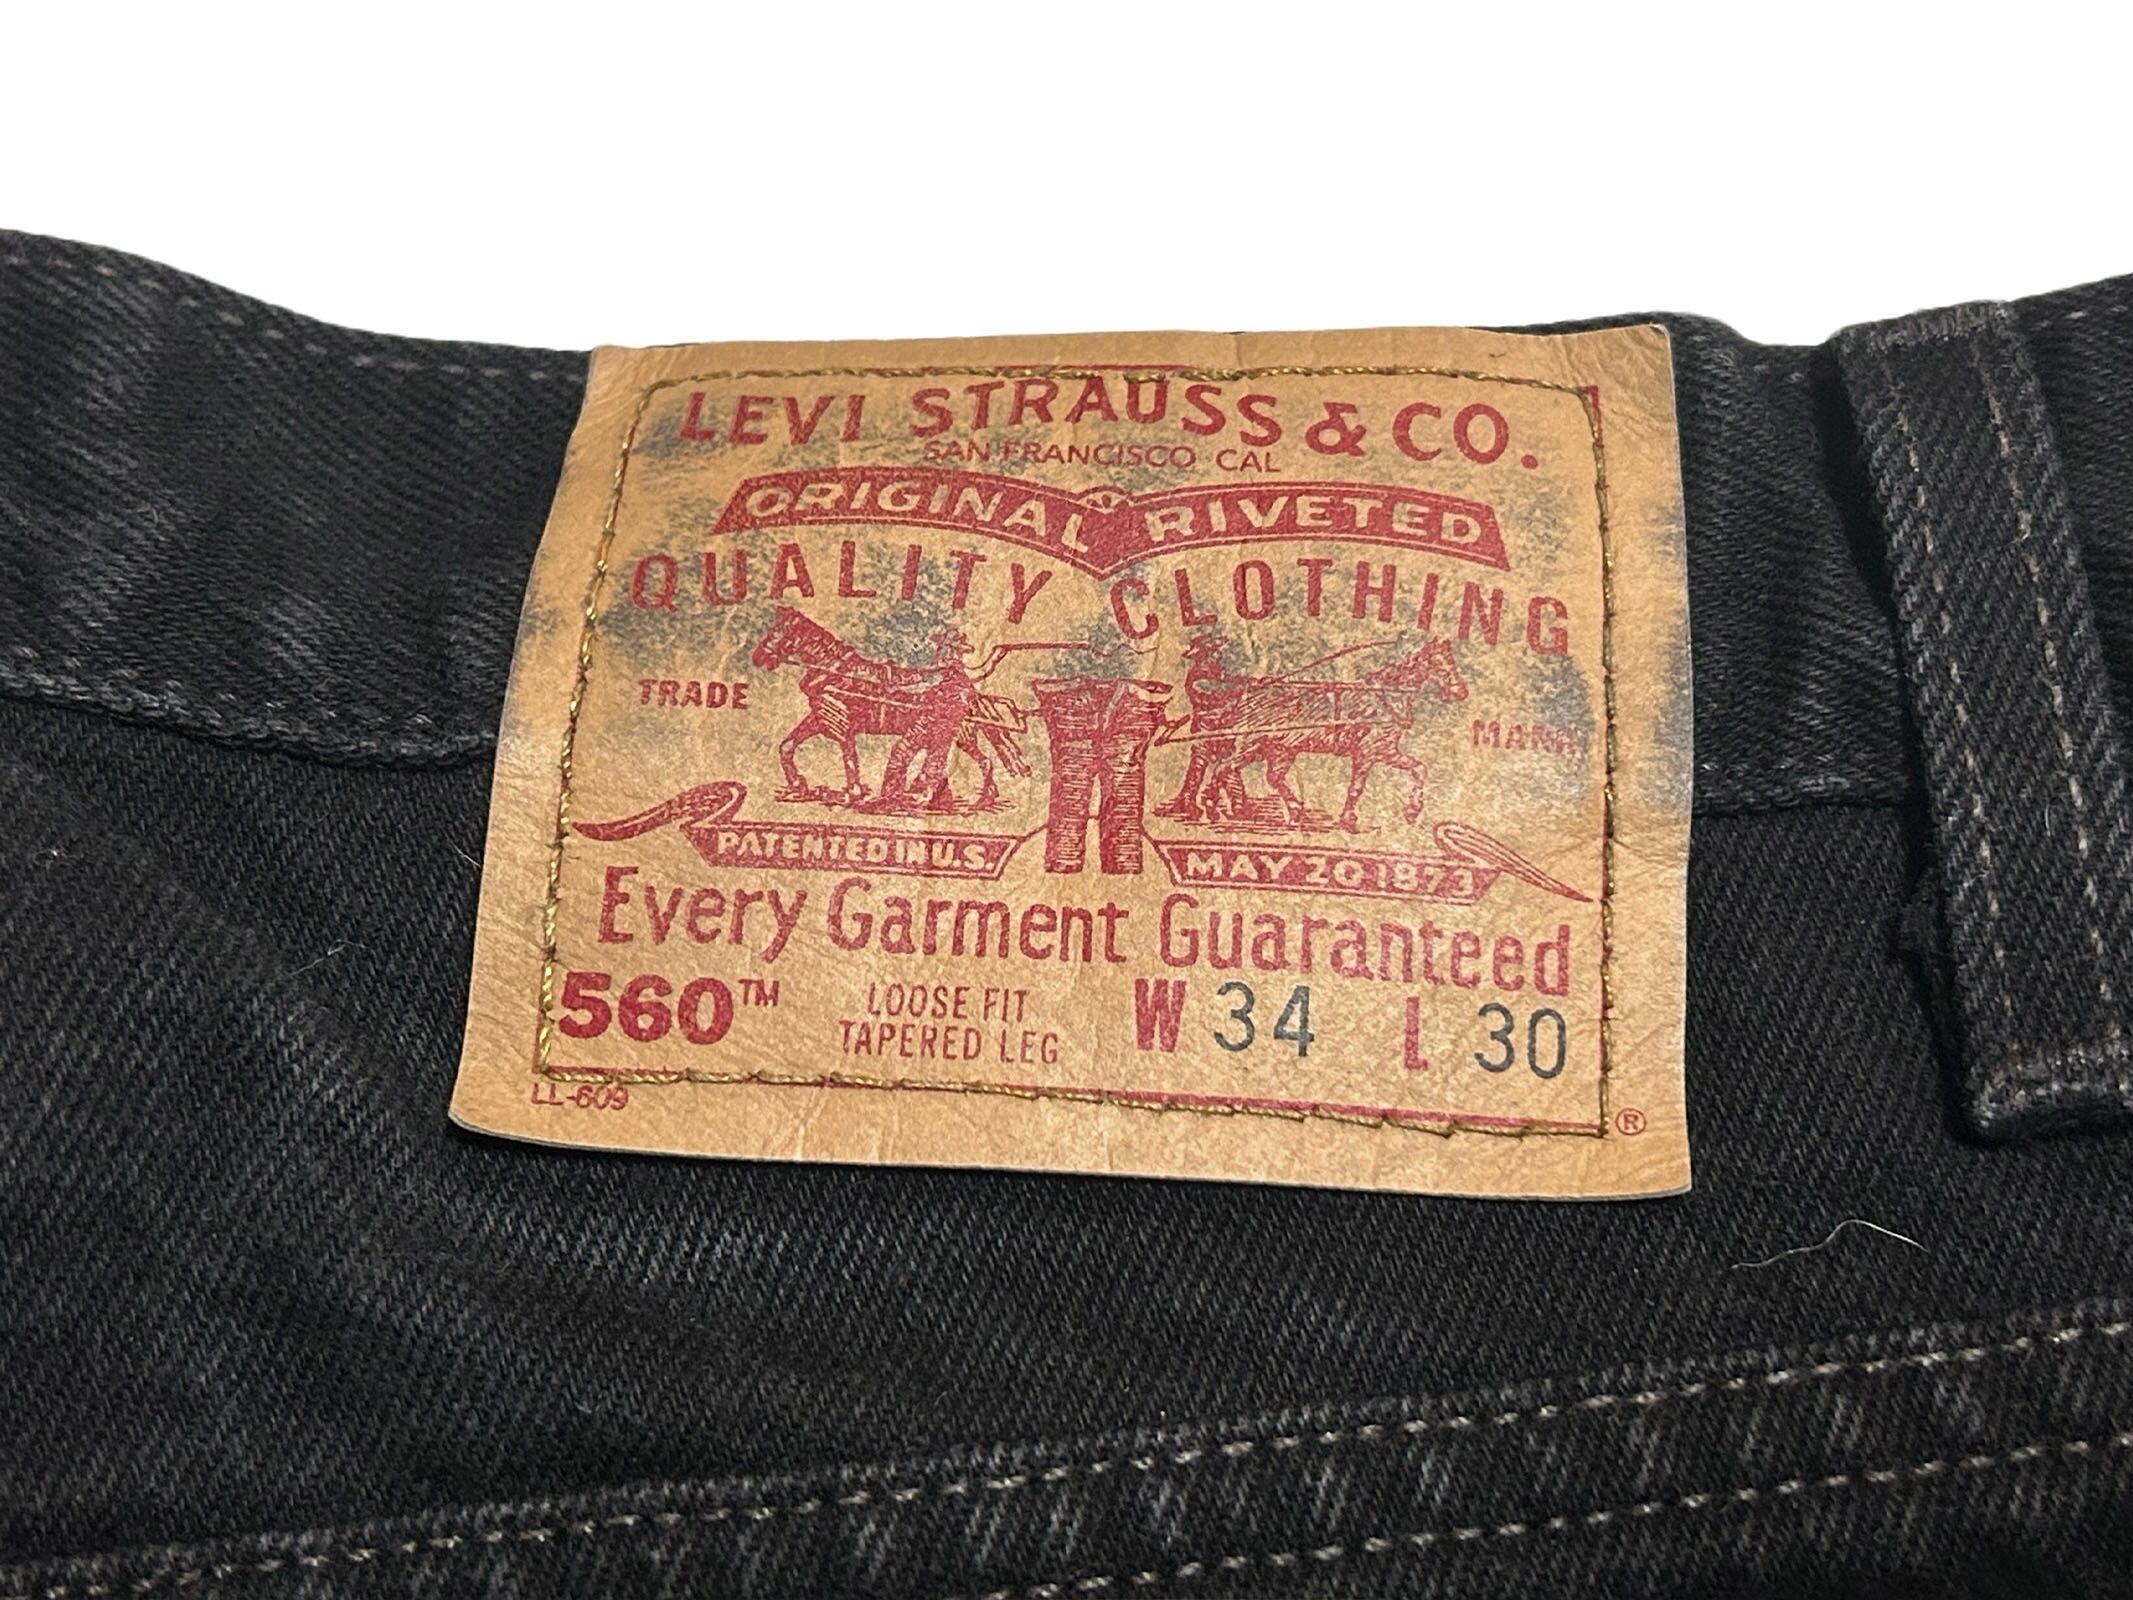 LEVI STRAUSS & CO.
SAN FRANCISCO CAL
ORIGINAL RIVETED
QUALITY CLOTHING
TRADE MARK
PATENTED IN U.S. MAY 20 1873
Every Garment Guaranteed
560™ LOOSE FIT W 34 L 30
TAPERED LEG
LL-609 ®